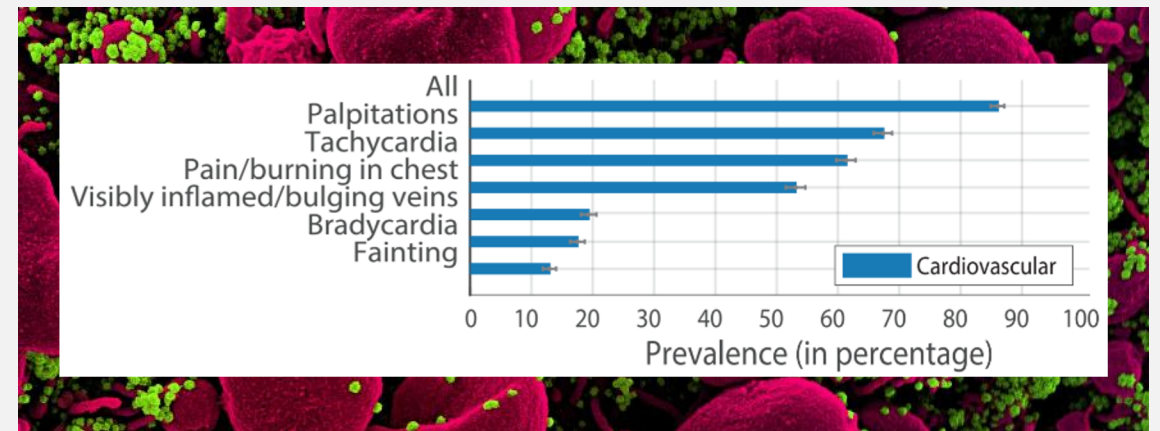 All
Palpitations
Tachycardia
Pain/burning in chest
Visibly inflamed/bulging veins
Bradycardia
Fainting
Cardiovascular
0 10 20 30 40 50 60 70 80 90 100
Prevalence (in percentage)